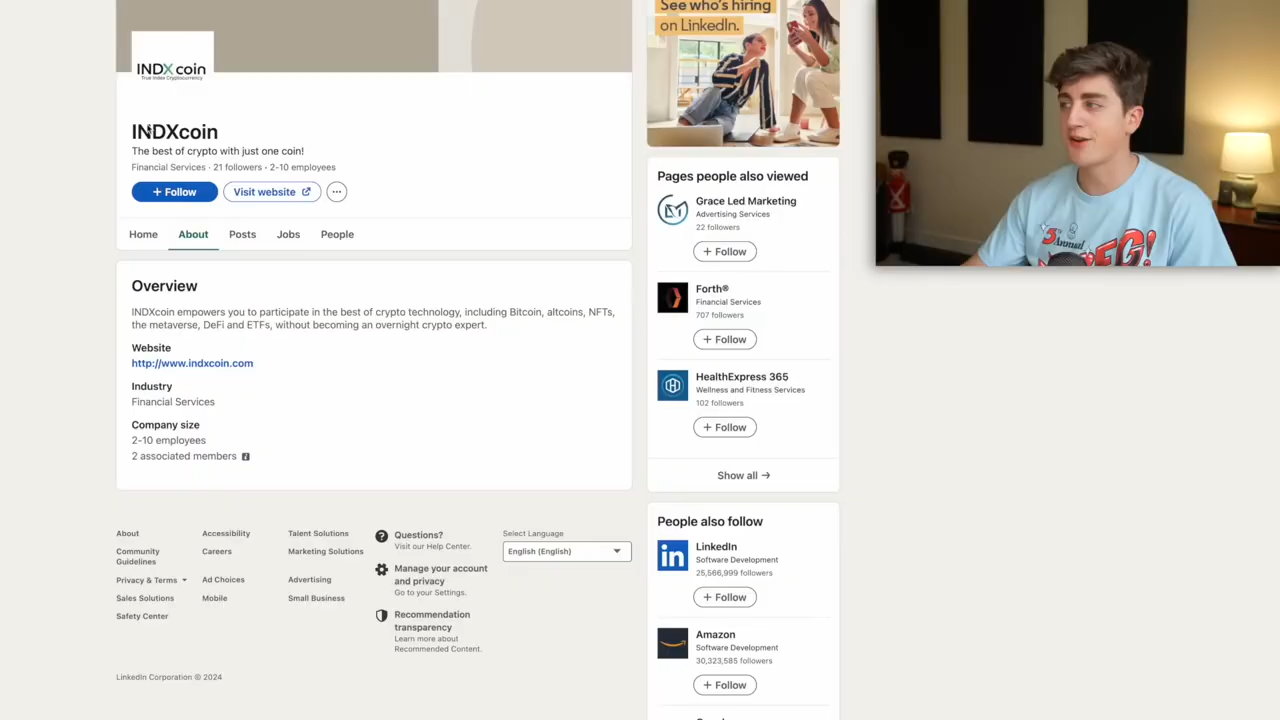 INDX coin
True Index Cryptocurrency
INDXcoin
The best of crypto with just one coin!
Financial Services · 21 followers · 2-10 employees
+ Follow
Visit website
Home
About
Posts
Jobs
People
Overview
INDXcoin empowers you to participate in the best of crypto technology, including Bitcoin, altcoins, NFTs,
the metaverse, DeFi and ETFs, without becoming an overnight crypto expert.
Website
http://www.indxcoin.com
Industry
Financial Services
Company size
2-10 employees
2 associated members
About
Accessibility
Talent Solutions
Community
Guidelines
Careers
Marketing Solutions
Privacy & Terms
Ad Choices
Advertising
Sales Solutions
Mobile
Small Business
Safety Center
Questions?
Visit our Help Center.
Manage your account
and privacy
Go to your Settings.
Recommendation
transparency
Learn more about
Recommended Content.
Select Language
English (English)
LinkedIn Corporation © 2024
See who's hiring
on LinkedIn.
Pages people also viewed
Grace Led Marketing
Advertising Services
22 followers
+ Follow
Forth®
Financial Services
707 followers
+ Follow
HealthExpress 365
Wellness and Fitness Services
102 followers
+ Follow
Show all →
People also follow
in
LinkedIn
Software Development
25,566,999 followers
+ Follow
Amazon
Software Development
30,323,585 followers
+ Follow
3rd
Annual